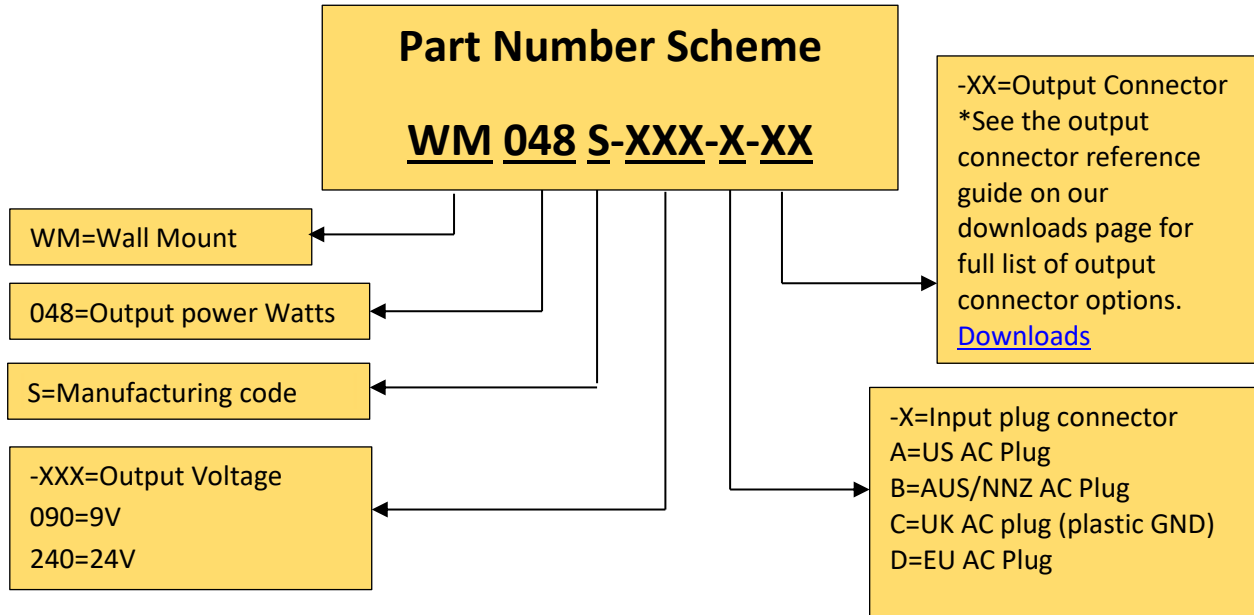 Part Number Scheme
WM 048 S-XXX-X-XX
-XX=Output Connector
*See the output
connector reference
guide on our
downloads page for
full list of output
connector options.
Downloads
WM=Wall Mount
048=Output power Watts
S=Manufacturing code
-XXX=Output Voltage
090=9V
240=24V
-X=Input plug connector
A=US AC Plug
B=AUS/NNZ AC Plug
C=UK AC plug (plastic GND)
D=EU AC Plug